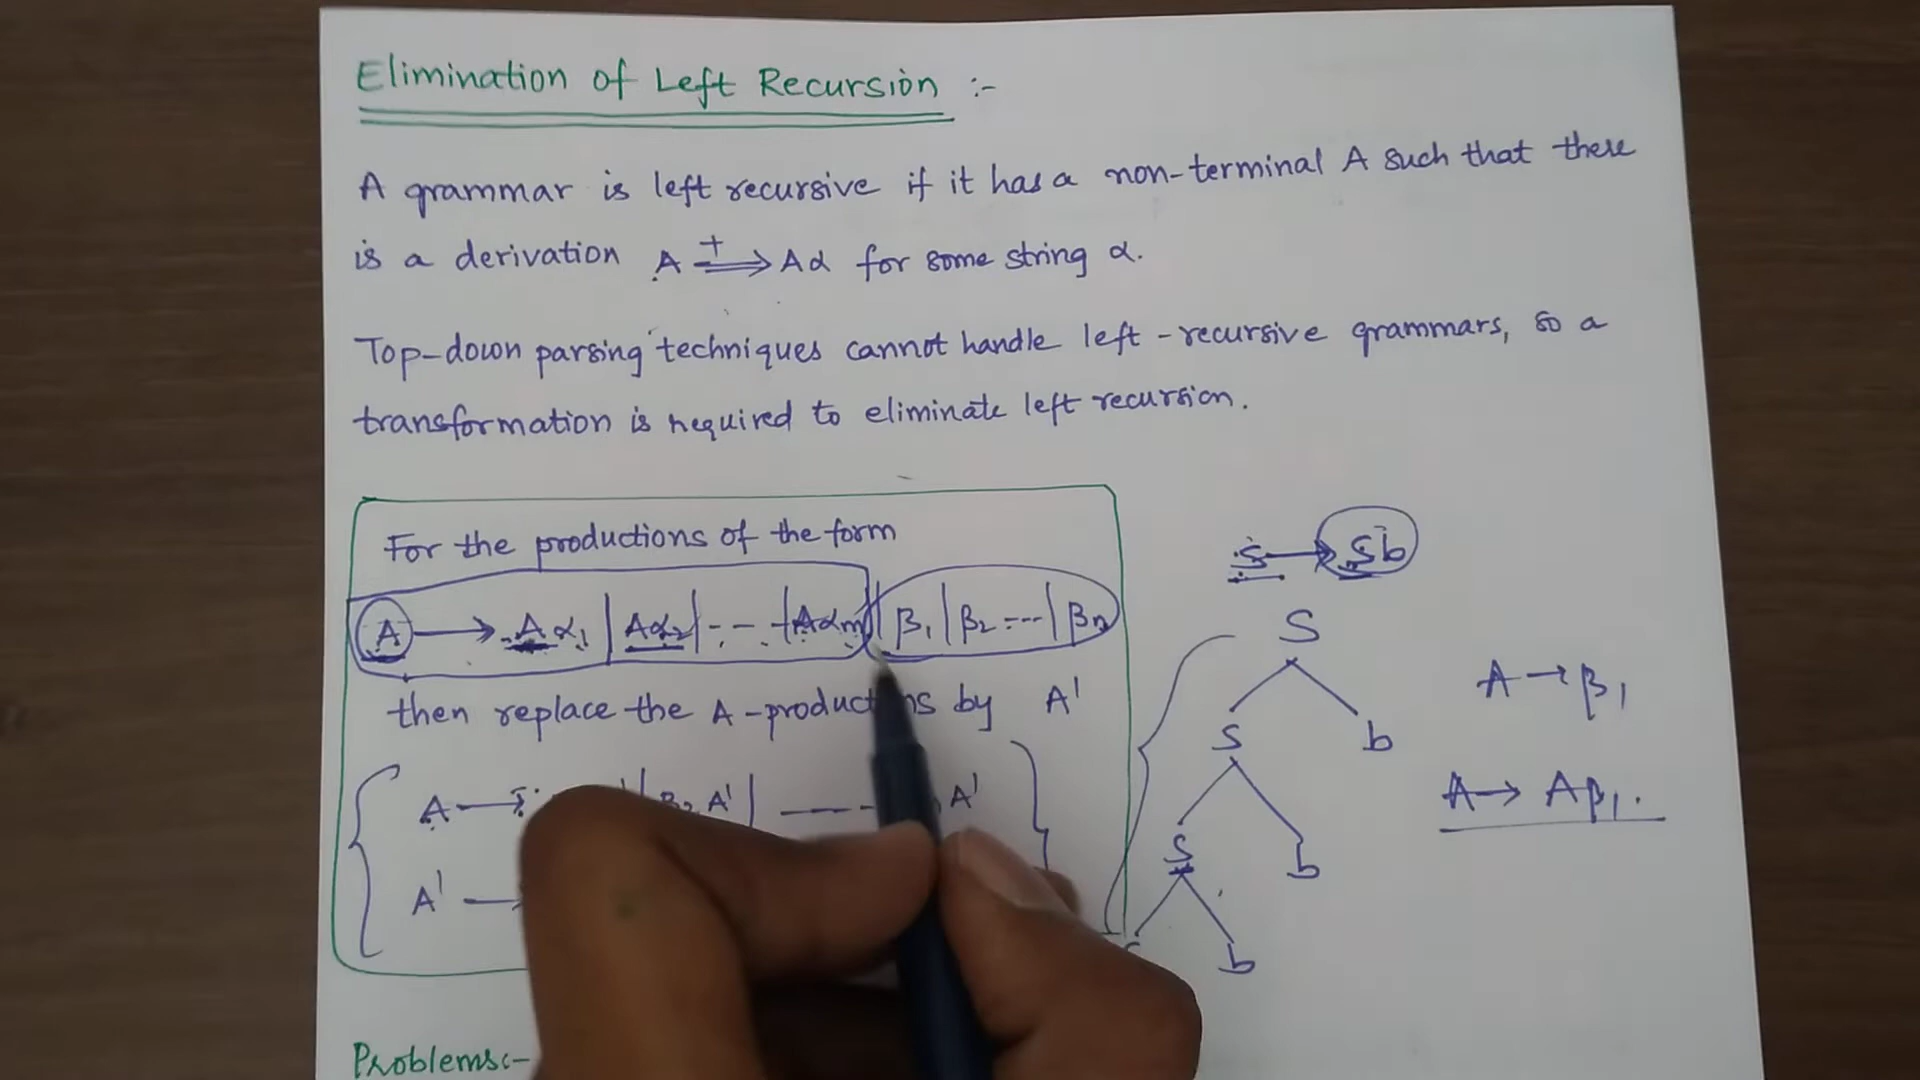 Elimination of Left Recursion :-
A grammar is left recursive if it has a non-terminal A such that there
is a derivation A +⟹ Aα for some string α.
Top-down parsing techniques cannot handle left-recursive grammars, so a
transformation is required to eliminate left recursion.
For the productions of the form
A → Aα1 | Aα2 | -- - | Aαm | β1 | β2 --- | βn
then replace the A-productions by A'
A → | β2 A' | ---- A'
A' →
S → Sb
S
S b
S b
b
A → β1
A → Aβ1.
Problems:-